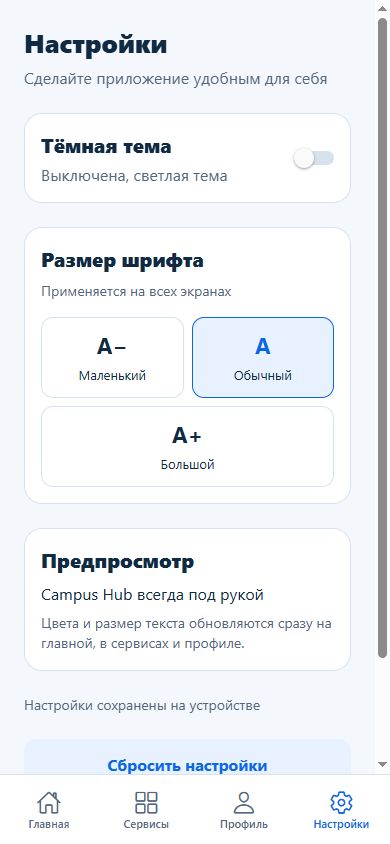 Настройки
Сделайте приложение удобным для себя
Тёмная тема
Выключена, светлая тема
Размер шрифта
Применяется на всех экранах
A−
Маленький
A
Обычный
A+
Большой
Предпросмотр
Campus Hub всегда под рукой
Цвета и размер текста обновляются сразу на
главной, в сервисах и профиле.
Настройки сохранены на устройстве
Сбросить настройки
Главная
Сервисы
Профиль
Настройки